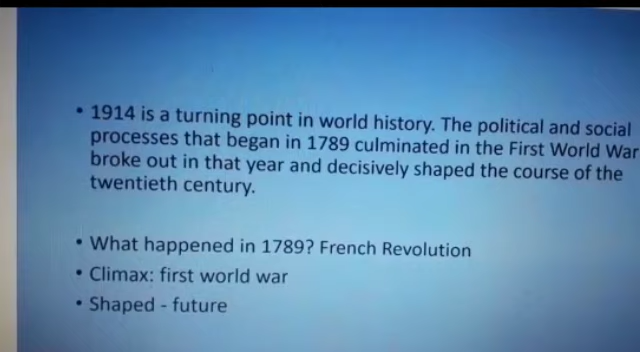 • 1914 is a turning point in world history. The political and social
processes that began in 1789 culminated in the First World War
broke out in that year and decisively shaped the course of the
twentieth century.
• What happened in 1789? French Revolution
• Climax: first world war
• Shaped - future